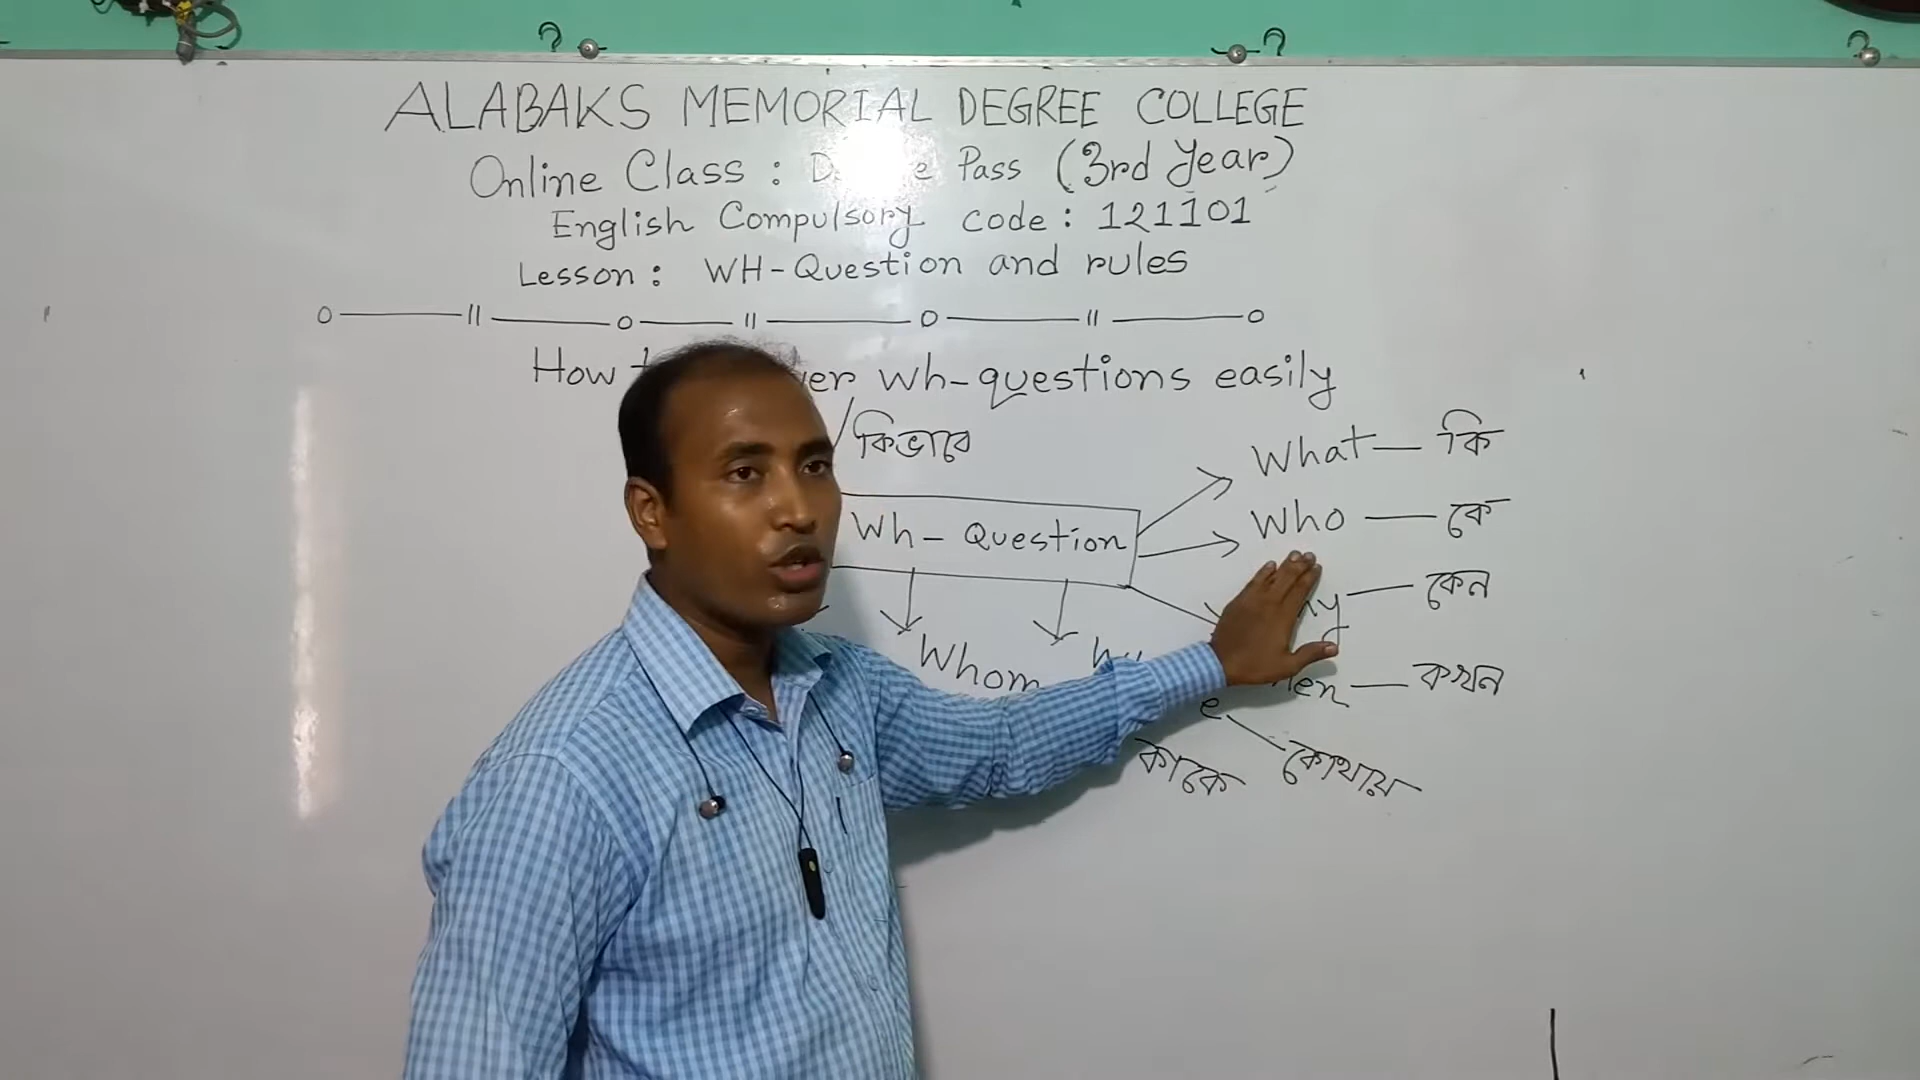 ALABAKS MEMORIAL DEGREE COLLEGE
Online Class : Pass (3rd Year)
English Compulsory code : 121101
Lesson : WH-Question and rules
How wh-questions easily
কিভাবে
What — কি
Wh- Question
Who — কে
কেন
Whom
কখন
কাকে
কোথায়